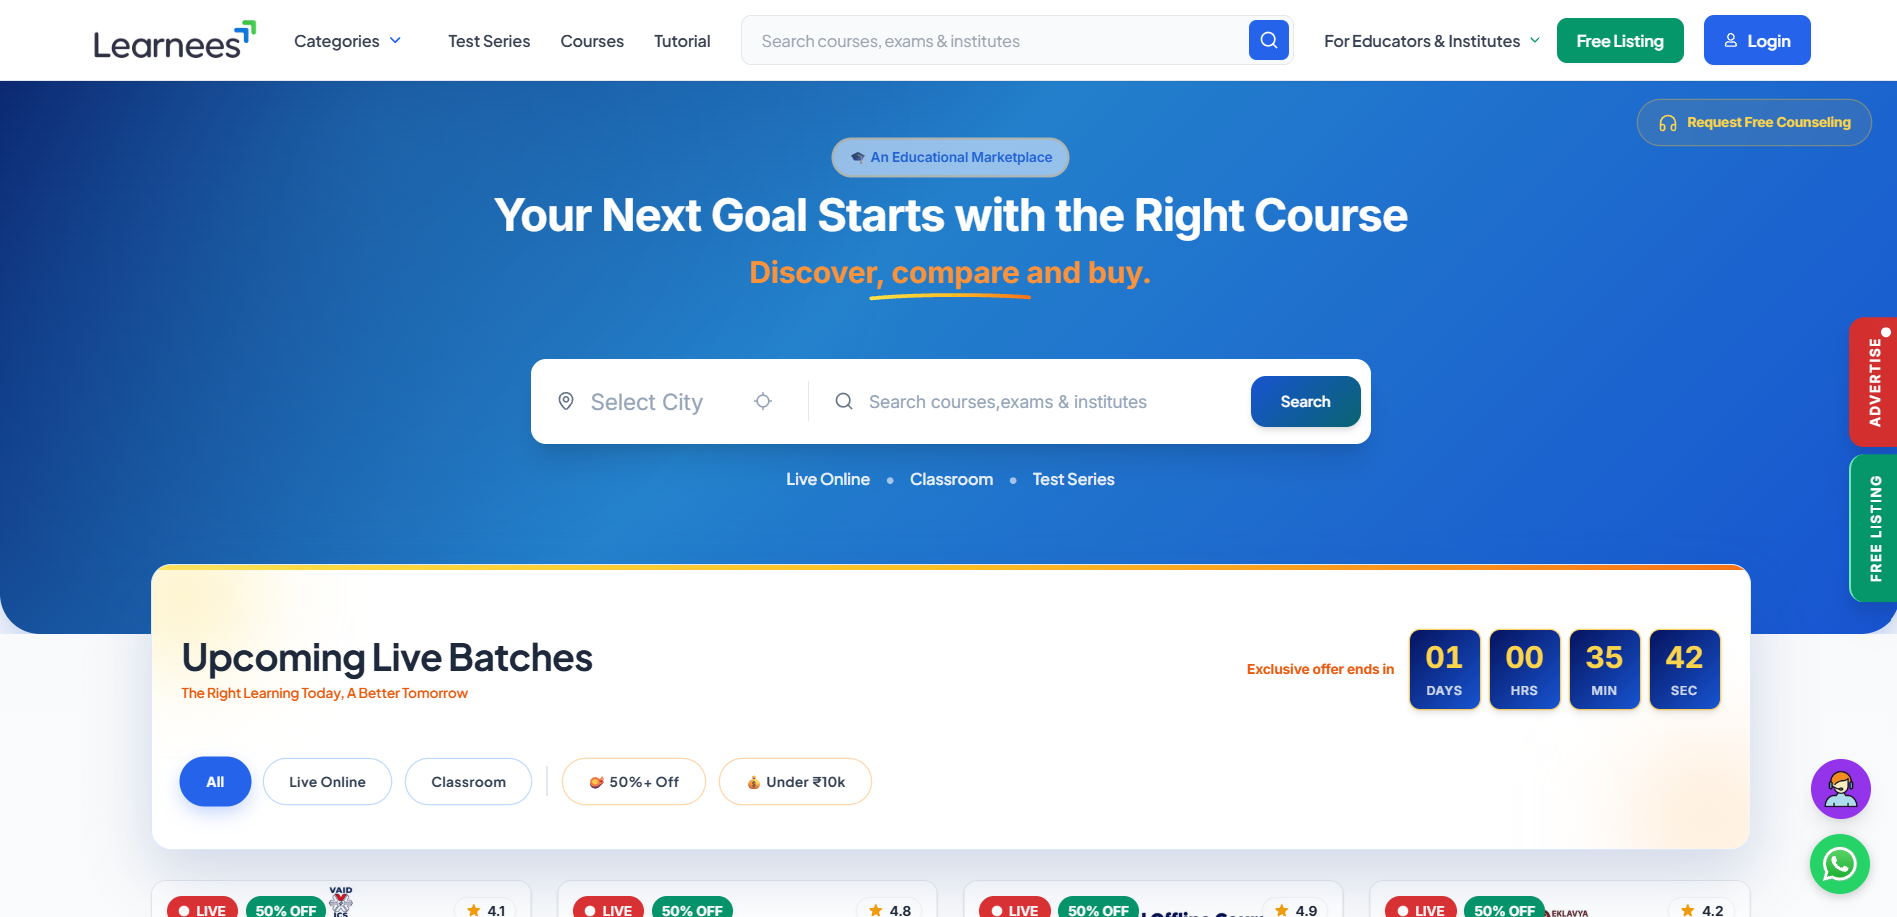 Learnees
Categories
Test Series
Courses
Tutorial
Search courses, exams & institutes
For Educators & Institutes
Free Listing
Login
Request Free Counseling
An Educational Marketplace
Your Next Goal Starts with the Right Course
Discover, compare and buy.
Select City
Search courses,exams & institutes
Search
Live Online • Classroom • Test Series
ADVERTISE
FREE LISTING
Upcoming Live Batches
The Right Learning Today, A Better Tomorrow
Exclusive offer ends in
01 00 35 42
DAYS HRS MIN SEC
All
Live Online
Classroom
50%+ Off
Under ₹10k
LIVE 50% OFF VAID ICS 4.1
LIVE 50% OFF 4.8
LIVE 50% OFF 4.9
LIVE 50% OFF EKLAVYA 4.2